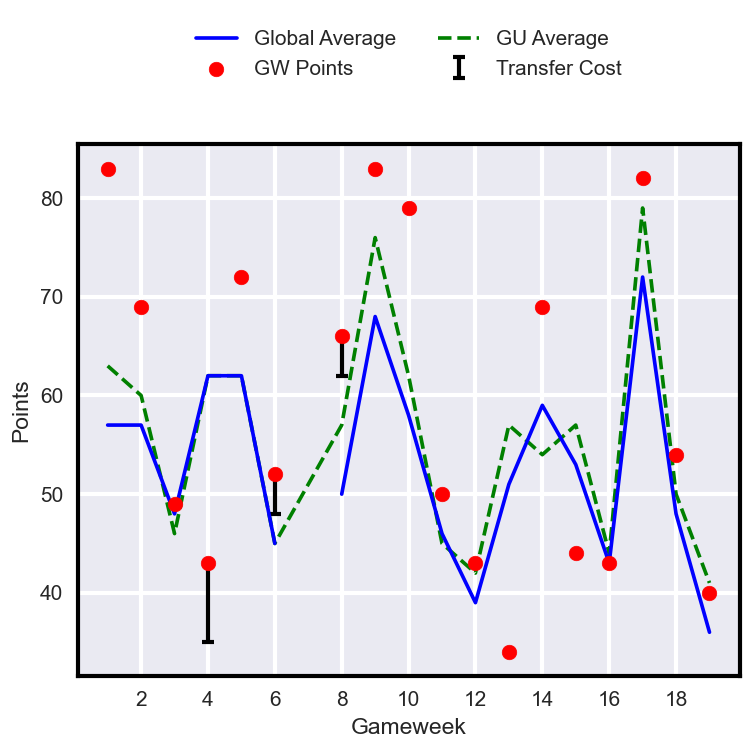 Global Average
GU Average
GW Points
Transfer Cost
80
70
60
50
40
Points
2 4 6 8 10 12 14 16 18
Gameweek